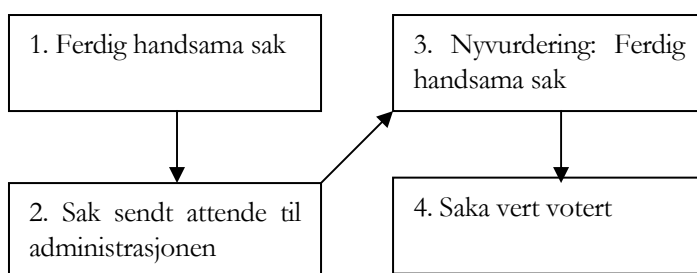 1. Ferdig handsama sak
2. Sak sendt attende til
administrasjonen
3. Nyvurdering: Ferdig
handsama sak
4. Saka vert votert